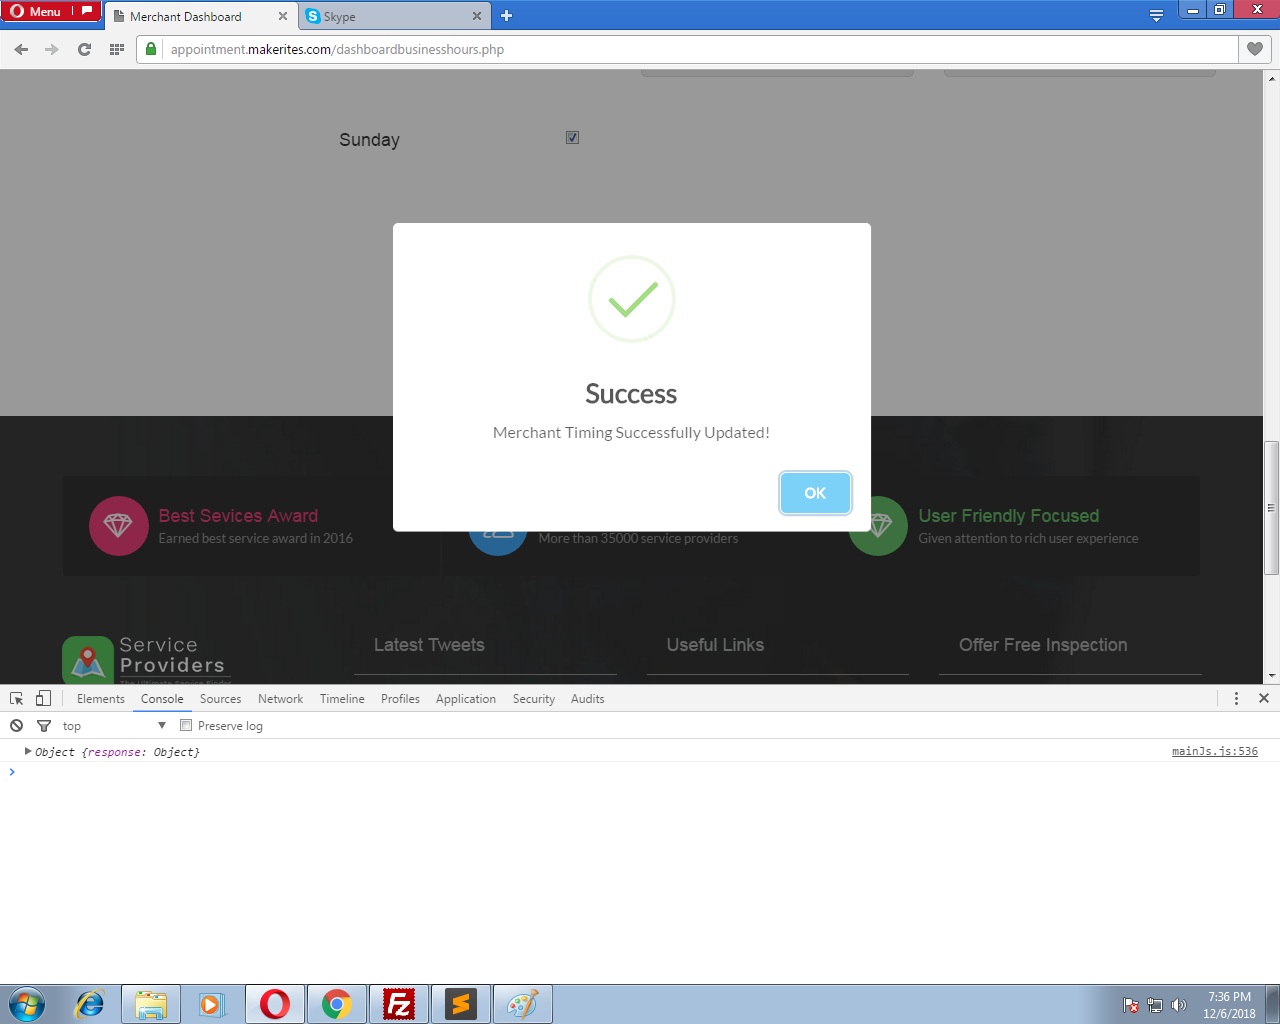 Menu
Merchant Dashboard
Skype
appointment.makerites.com/dashboardbusinesshours.php
Sunday
Success
Merchant Timing Successfully Updated!
OK
Best Sevices Award
Earned best service award in 2016
More than 35000 service providers
User Friendly Focused
Given attention to rich user experience
Service
Providers
Latest Tweets
Useful Links
Offer Free Inspection
Elements Console Sources Network Timeline Profiles Application Security Audits
top
Preserve log
Object {response: Object}
mainJs.js:536
7:36 PM
12/6/2018